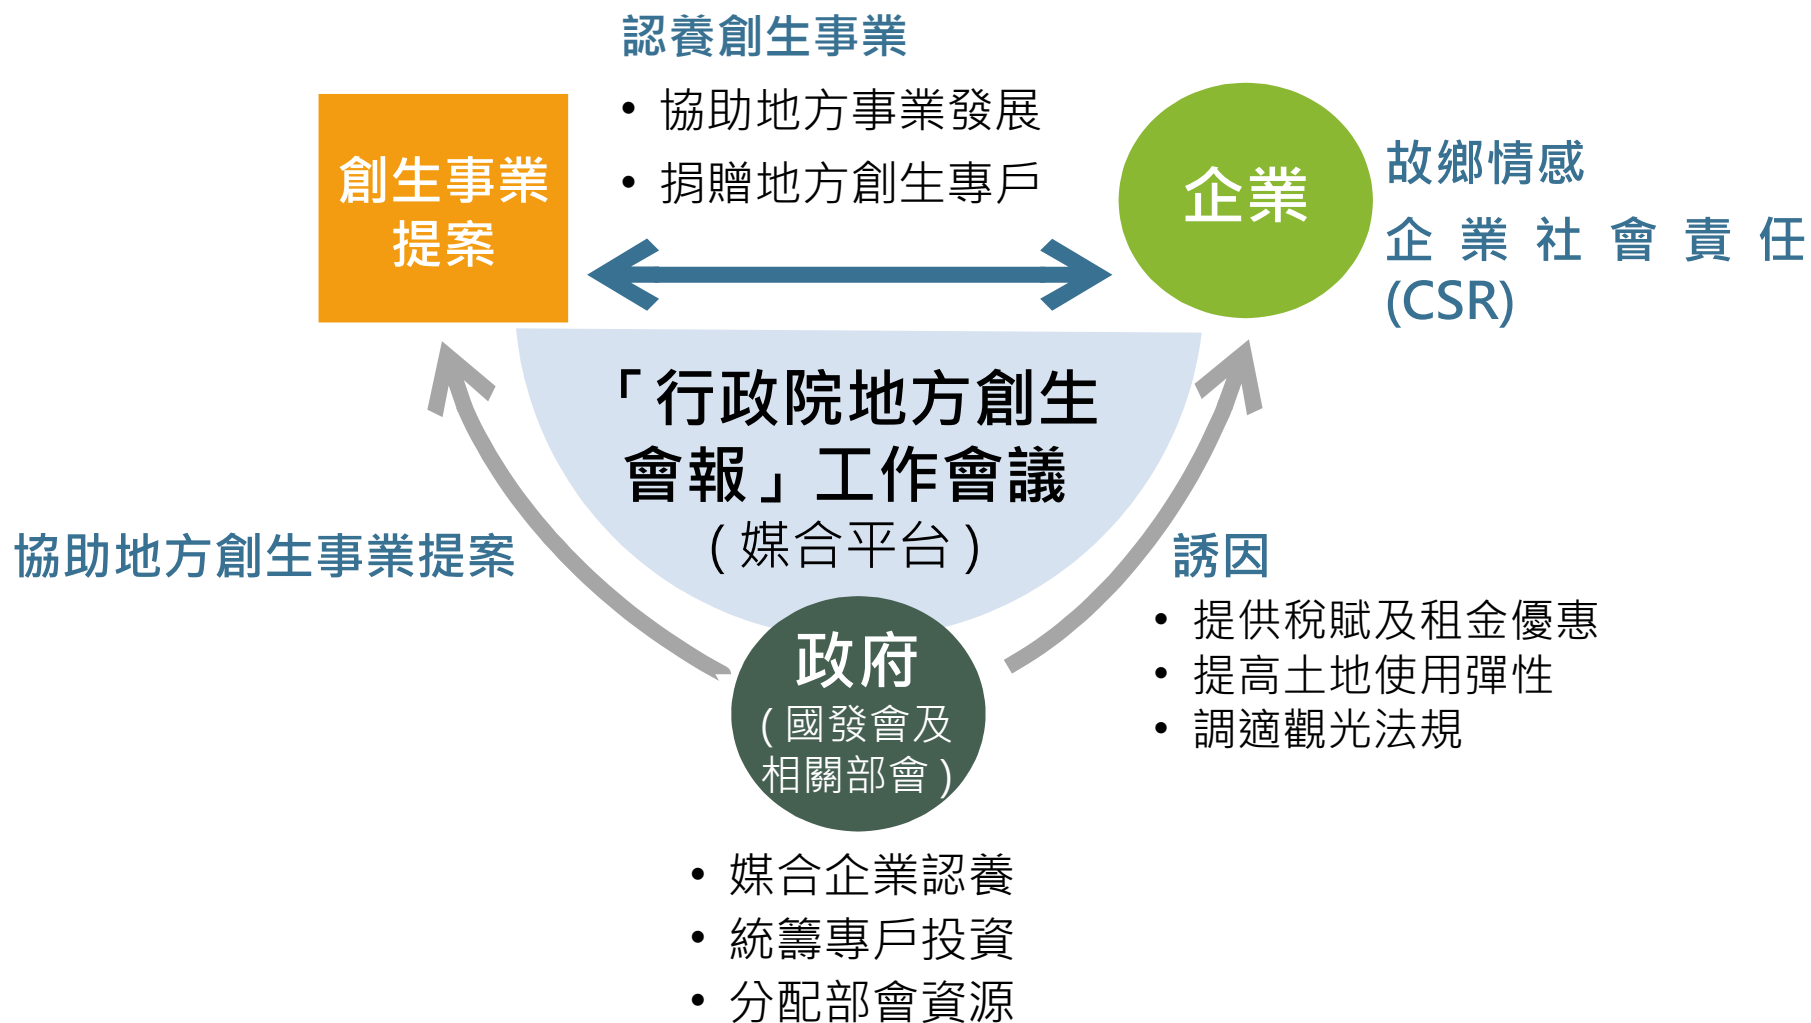 認養創生事業
• 協助地方事業發展
• 捐贈地方創生專戶
創生事業
提案
企業
故鄉情感
企業社會責任
(CSR)
「行政院地方創生
會報」工作會議
(媒合平台)
協助地方創生事業提案
誘因
• 提供稅賦及租金優惠
• 提高土地使用彈性
• 調適觀光法規
政府
(國發會及
相關部會)
• 媒合企業認養
• 統籌專戶投資
• 分配部會資源